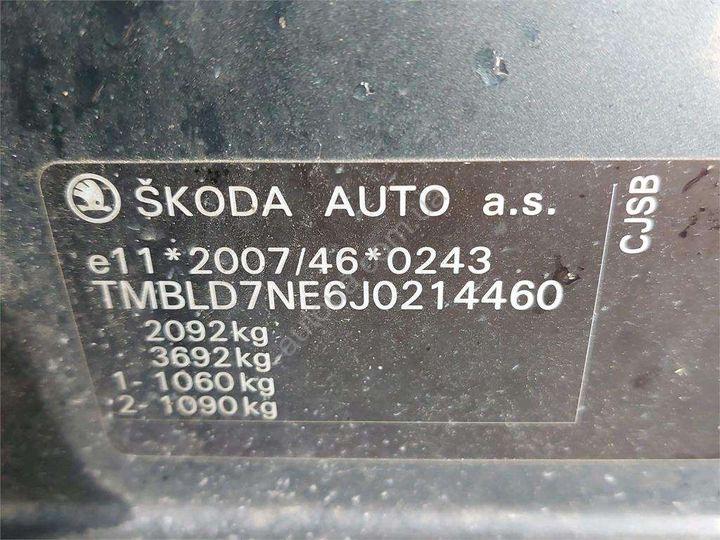 ŠKODA AUTO a.s.
e11*2007/46*0243
TMBLD7NE6J0214460
2092kg
3692kg
1- 1060kg
2- 1090kg
CJSB